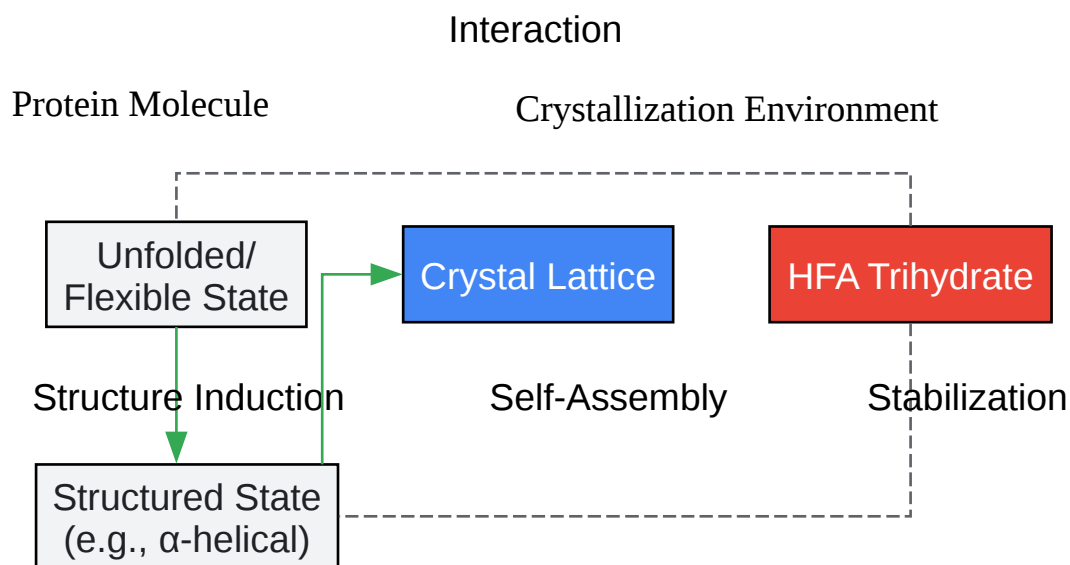 Interaction
Protein Molecule
Crystallization Environment
Unfolded/
Flexible State
Crystal Lattice
HFA Trihydrate
Structure Induction
Self-Assembly
Stabilization
Structured State
(e.g., α-helical)